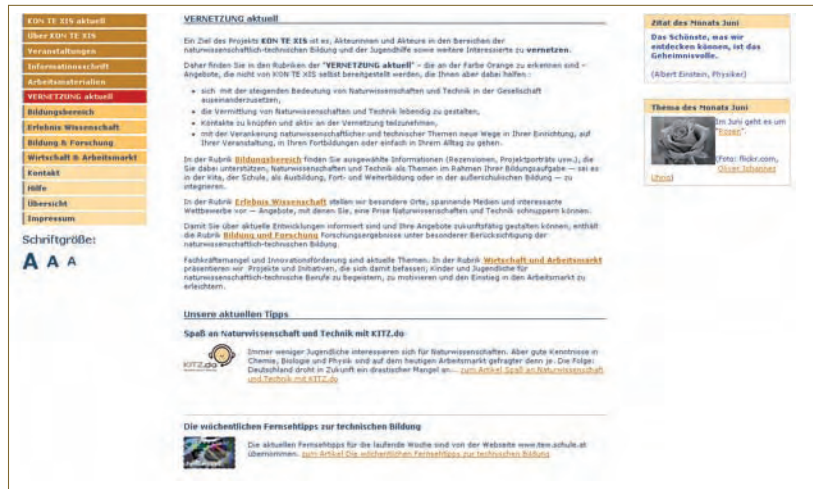 KON TE XIS aktuell
Über KON TE XIS
Veranstaltungen
Informationsschrift
Arbeitsmaterialien
VERNETZUNG aktuell
Bildungsbereich
Erlebnis Wissenschaft
Bildung & Forschung
Wirtschaft & Arbeitsmarkt
Kontakt
Hilfe
Übersicht
Impressum
Schriftgröße:
A A A
VERNETZUNG aktuell
Ein Ziel des Projekts KON TE XIS ist es, Akteurinnen und Akteure in den Bereichen der
naturwissenschaftlich-technischen Bildung und der Jugendhilfe sowie weitere Interessierte zu vernetzen.
Daher finden Sie in den Rubriken der "VERNETZUNG aktuell" – die an der Farbe Orange zu erkennen sind –
Angebote, die nicht von KON TE XIS selbst bereitgestellt werden, die Ihnen aber dabei helfen :
• sich mit der steigenden Bedeutung von Naturwissenschaften und Technik in der Gesellschaft
auseinanderzusetzen,
• die Vermittlung von Naturwissenschaften und Technik lebendig zu gestalten,
• Kontakte zu knüpfen und aktiv an der Vernetzung teilzunehmen,
• mit der Verankerung naturwissenschaftlicher und technischer Themen neue Wege in Ihrer Einrichtung, auf
Ihrer Veranstaltung, in Ihren Fortbildungen oder einfach in Ihrem Alltag zu gehen.
In der Rubrik Bildungsbereich finden Sie ausgewählte Informationen (Rezensionen, Projektporträts usw.), die
Sie dabei unterstützen, Naturwissenschaften und Technik als Themen im Rahmen Ihrer Bildungsaufgabe — sei es
in der Kita, der Schule, als Ausbildung, Fort- und Weiterbildung oder in der außerschulischen Bildung — zu
integrieren.
In der Rubrik Erlebnis Wissenschaft stellen wir besondere Orte, spannende Medien und interessante
Wettbewerbe vor — Angebote, mit denen Sie, eine Prise Naturwissenschaften und Technik schnuppern können.
Damit Sie über aktuelle Entwicklungen informiert sind und Ihre Angebote zukunftsfähig gestalten können, enthält
die Rubrik Bildung und Forschung Forschungsergebnisse unter besonderer Berücksichtigung der
naturwissenschaftlich-technischen Bildung.
Fachkräftemangel und Innovationsförderung sind aktuelle Themen. In der Rubrik Wirtschaft und Arbeitsmarkt
präsentieren wir Projekte und Initiativen, die sich damit befassen, Kinder und Jugendliche für
naturwissenschaftlich-technische Berufe zu begeistern, zu motivieren und den Einstieg in den Arbeitsmarkt zu
erleichtern.
Unsere aktuellen Tipps
Spaß an Naturwissenschaft und Technik mit KITZ.do
KITZ.do
Immer weniger Jugendliche interessieren sich für Naturwissenschaften. Aber gute Kenntnisse in
Chemie, Biologie und Physik sind auf dem heutigen Arbeitsmarkt gefragter denn je. Die Folge:
Deutschland droht in Zukunft ein drastischer Mangel an... zum Artikel Spaß an Naturwissenschaft
und Technik mit KITZ.do
Die wöchentlichen Fernsehtipps zur technischen Bildung
Die aktuellen Fernsehtipps für die laufende Woche sind von der Webseite www.tew.schule.at
übernommen. zum Artikel Die wöchentlichen Fernsehtipps zur technischen Bildung
Zitat des Monats Juni
Das Schönste, was wir
entdecken können, ist das
Geheimnisvolle.
(Albert Einstein, Physiker)
Thema des Monats Juni
Im Juni geht es um
"Rosen".
(Foto: flickr.com,
Oliver Johannes
Uhrig)